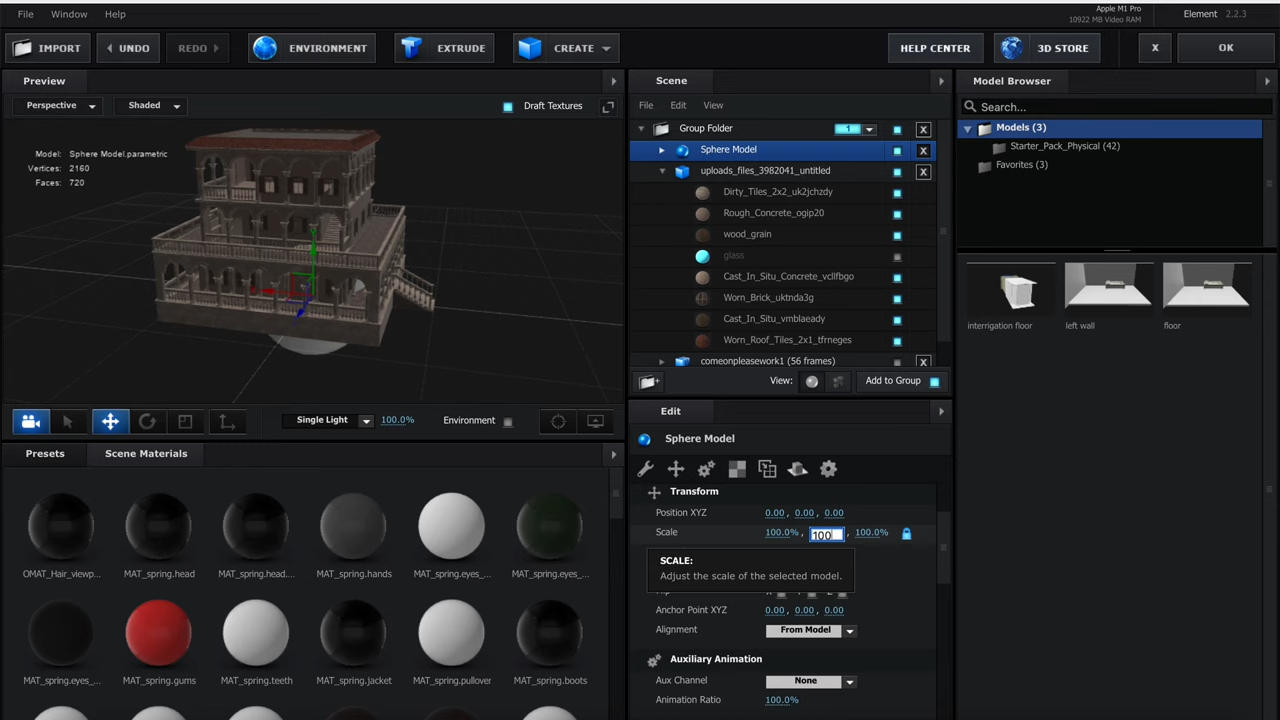 File Window Help
Apple M1 Pro
10922 MB Video RAM
Element 2.2.3
IMPORT UNDO REDO ENVIRONMENT EXTRUDE CREATE HELP CENTER 3D STORE X OK
Preview
Perspective Shaded Draft Textures
Model: Sphere Model.parametric
Vertices: 2160
Faces: 720
Single Light 100.0% Environment
Presets Scene Materials
OMAT_Hair_viewp... MAT_spring.head MAT_spring.head.... MAT_spring.hands MAT_spring.eyes_... MAT_spring.eyes_...
MAT_spring.eyes_... MAT_spring.gums MAT_spring.teeth MAT_spring.jacket MAT_spring.pullover MAT_spring.boots
Scene
File Edit View
Group Folder 1 X
Sphere Model X
uploads_files_3982041_untitled X
Dirty_Tiles_2x2_uk2jchzdy
Rough_Concrete_ogip20
wood_grain
glass
Cast_In_Situ_Concrete_vclfbgo
Worn_Brick_uktnda3g
Cast_In_Situ_vmblaeady
Worn_Roof_Tiles_2x1_tfrneges
comeonpleasework1 (56 frames) X
View: Add to Group
Edit
Sphere Model
Transform
Position XYZ 0.00, 0.00, 0.00
Scale 100.0%, 100, 100.0%
SCALE:
Adjust the scale of the selected model.
Anchor Point XYZ 0.00, 0.00, 0.00
Alignment From Model
Auxiliary Animation
Aux Channel None
Animation Ratio 100.0%
Model Browser
Search...
Models (3)
Starter_Pack_Physical (42)
Favorites (3)
interrigation floor left wall floor